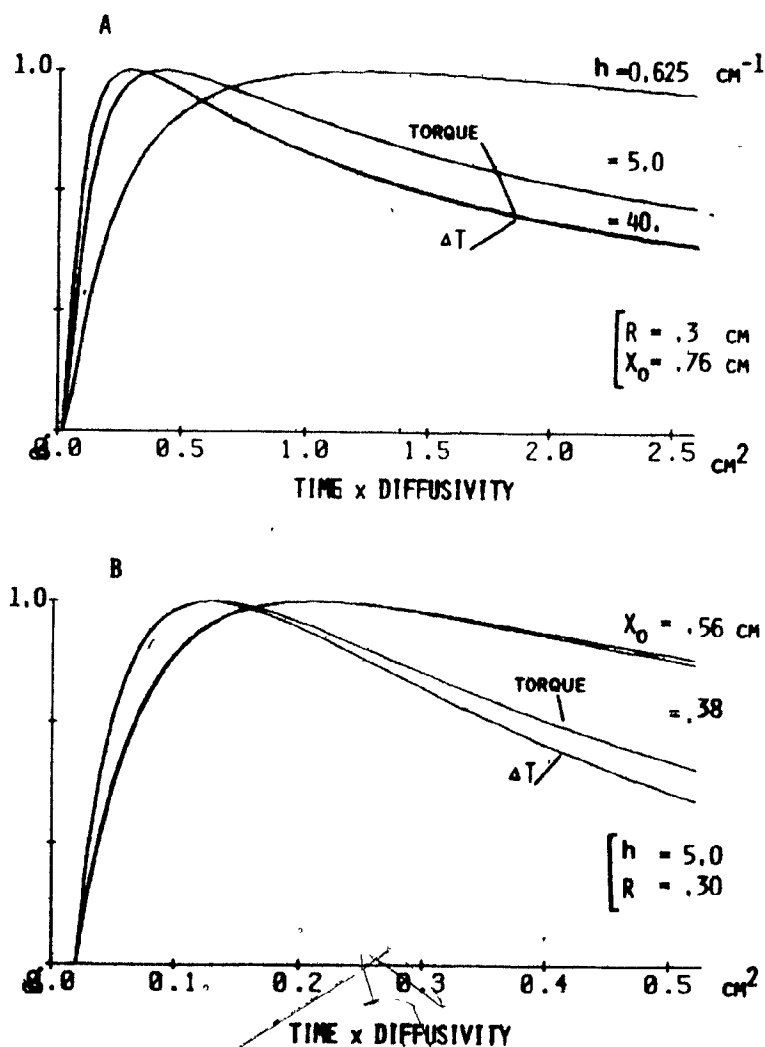 A
1.0
h =0.625 CM-1
TORQUE
= 5.0
= 40.
ΔT
R = .3 CM
X0 = .76 CM
0.0 0.5 1.0 1.5 2.0 2.5 CM2
TIME x DIFFUSIVITY
B
1.0
X0 = .56 CM
TORQUE
=.38
ΔT
h = 5.0
R = .30
0.0 0.1 0.2 0.3 0.4 0.5 CM2
TIME x DIFFUSIVITY